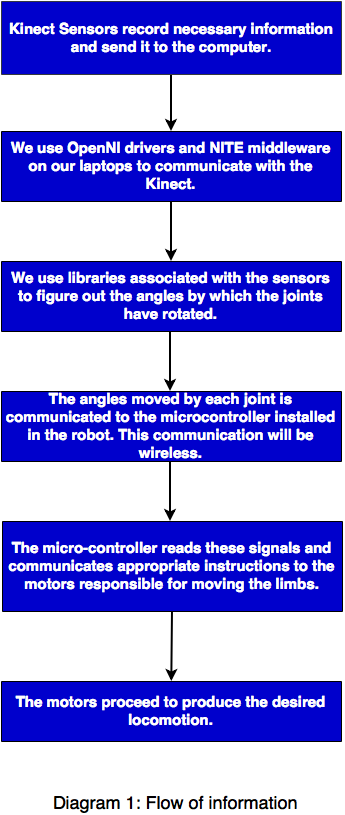 Kinect Sensors record necessary information
and send it to the computer.
We use OpenNI drivers and NITE middleware
on our laptops to communicate with the
Kinect.
We use libraries associated with the sensors
to figure out the angles by which the joints
have rotated.
The angles moved by each joint is
communicated to the microcontroller installed
in the robot. This communication will be
wireless.
The micro-controller reads these signals and
communicates appropriate instructions to the
motors responsible for moving the limbs.
The motors proceed to produce the desired
locomotion.
Diagram 1: Flow of information